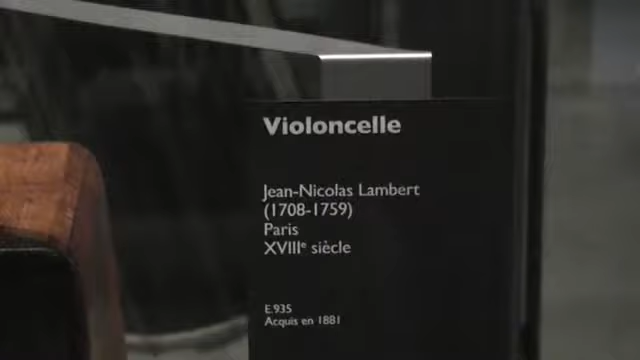 Violoncelle
Jean-Nicolas Lambert
(1708-1759)
Paris
XVIIIᵉ siècle
E.935
Acquis en 1881